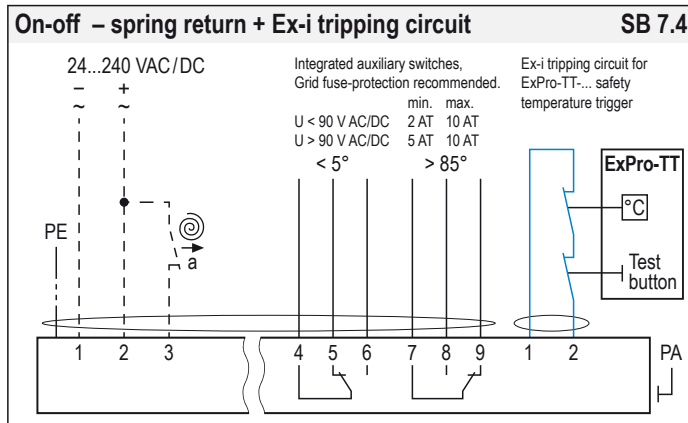 On-off – spring return + Ex-i tripping circuit SB 7.4
24...240 VAC/DC
– +
~ ~
Integrated auxiliary switches,
Grid fuse-protection recommended.
min. max.
U < 90 V AC/DC 2 AT 10 AT
U > 90 V AC/DC 5 AT 10 AT
< 5° > 85°
Ex-i tripping circuit for
ExPro-TT-... safety
temperature trigger
ExPro-TT
°C
Test
button
PE
a
1 2 3 4 5 6 7 8 9 1 2 PA